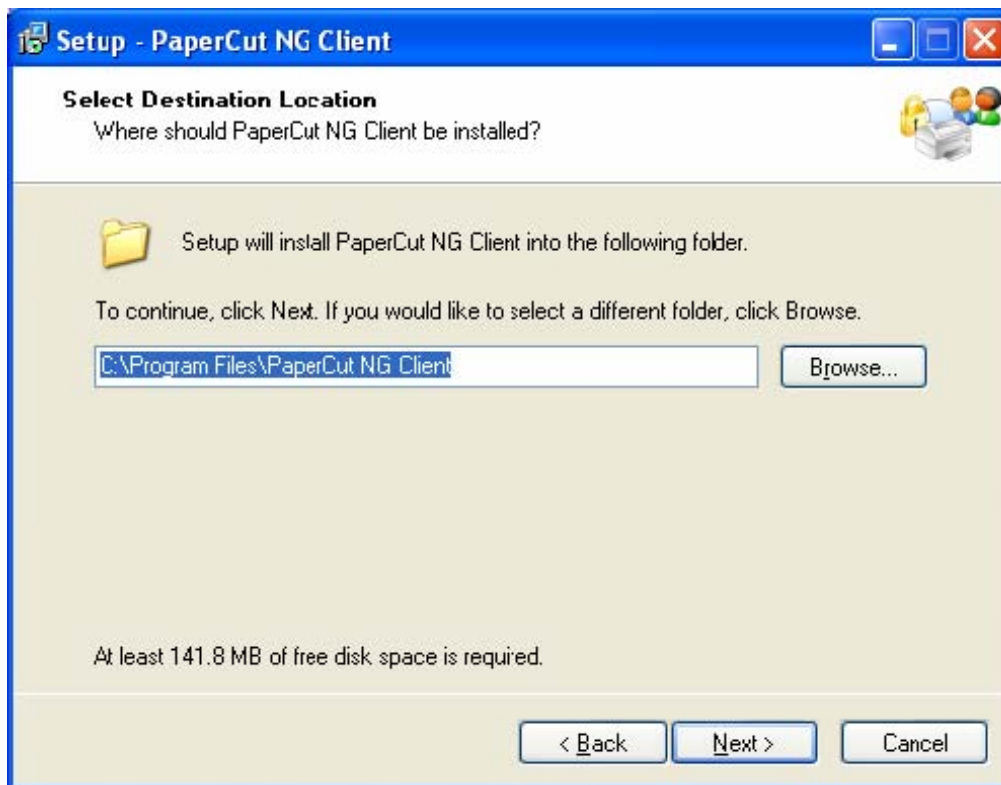 Setup - PaperCut NG Client
Select Destination Location
Where should PaperCut NG Client be installed?
Setup will install PaperCut NG Client into the following folder.
To continue, click Next. If you would like to select a different folder, click Browse.
C:\Program Files\PaperCut NG Client
Browse...
At least 141.8 MB of free disk space is required.
< Back
Next >
Cancel